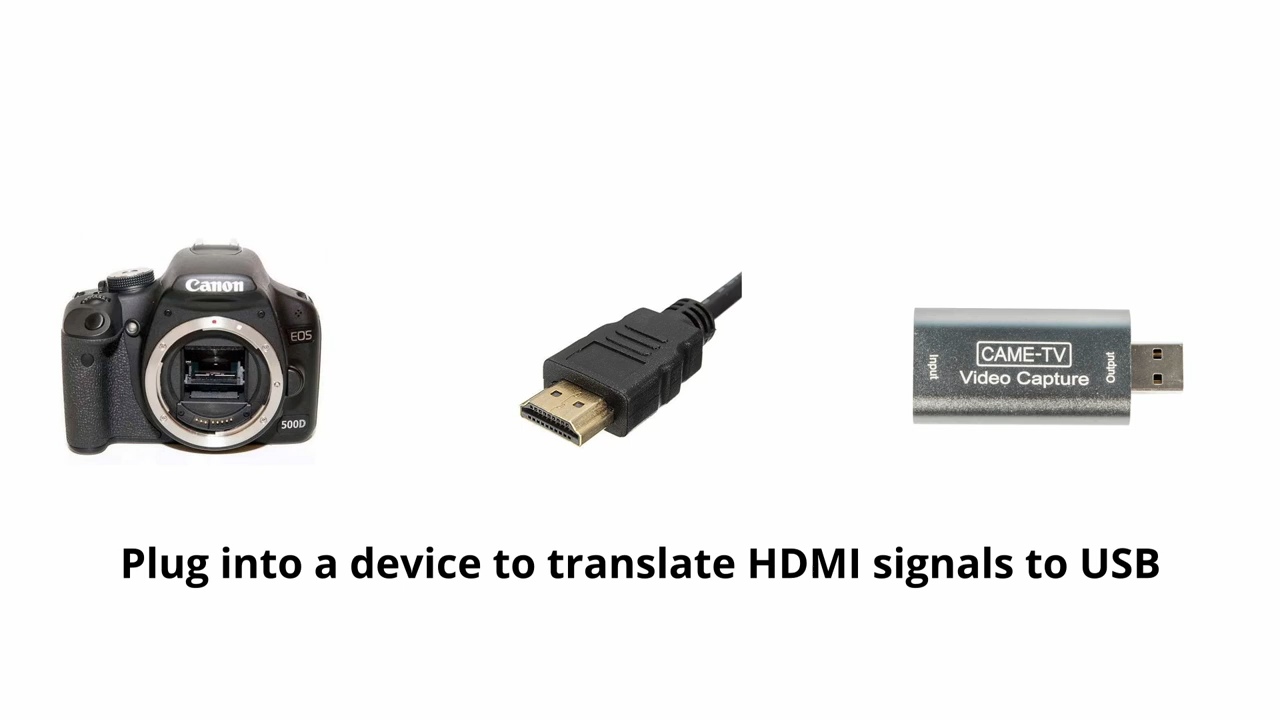 Canon
EOS
500D
Input
CAME-TV
Video Capture
Output
Plug into a device to translate HDMI signals to USB